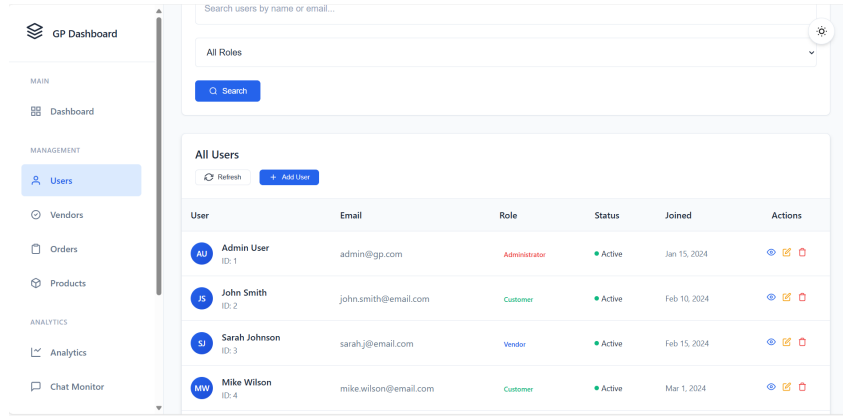 GP Dashboard
MAIN
Dashboard
MANAGEMENT
Users
Vendors
Orders
Products
ANALYTICS
Analytics
Chat Monitor
Search users by name or email...
All Roles
Search
All Users
Refresh
+ Add User
User Email Role Status Joined Actions
AU Admin User admin@gp.com Administrator Active Jan 15, 2024
ID: 1
JS John Smith john.smith@email.com Customer Active Feb 10, 2024
ID: 2
SJ Sarah Johnson sarah.j@email.com Vendor Active Feb 15, 2024
ID: 3
MW Mike Wilson mike.wilson@email.com Customer Active Mar 1, 2024
ID: 4